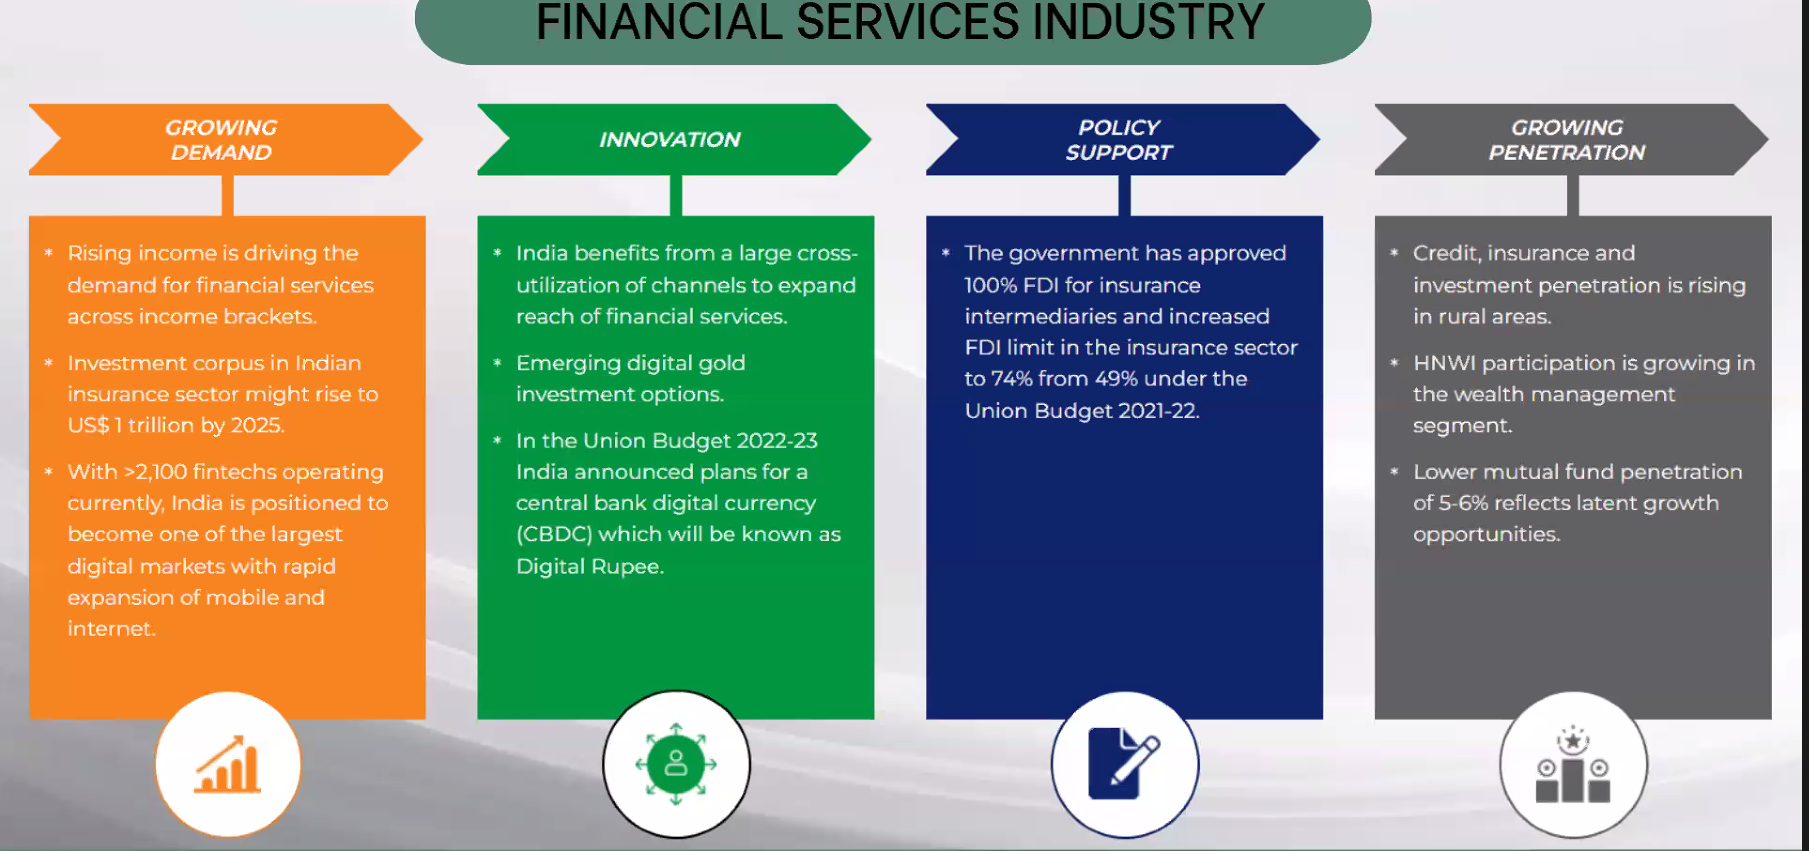 FINANCIAL SERVICES INDUSTRY
GROWING
DEMAND
* Rising income is driving the
demand for financial services
across income brackets.
* Investment corpus in Indian
insurance sector might rise to
US$ 1 trillion by 2025.
* With >2,100 fintechs operating
currently, India is positioned to
become one of the largest
digital markets with rapid
expansion of mobile and
internet.
INNOVATION
* India benefits from a large cross-
utilization of channels to expand
reach of financial services.
* Emerging digital gold
investment options.
* In the Union Budget 2022-23
India announced plans for a
central bank digital currency
(CBDC) which will be known as
Digital Rupee.
POLICY
SUPPORT
* The government has approved
100% FDI for insurance
intermediaries and increased
FDI limit in the insurance sector
to 74% from 49% under the
Union Budget 2021-22.
GROWING
PENETRATION
* Credit, insurance and
investment penetration is rising
in rural areas.
* HNWI participation is growing in
the wealth management
segment.
* Lower mutual fund penetration
of 5-6% reflects latent growth
opportunities.